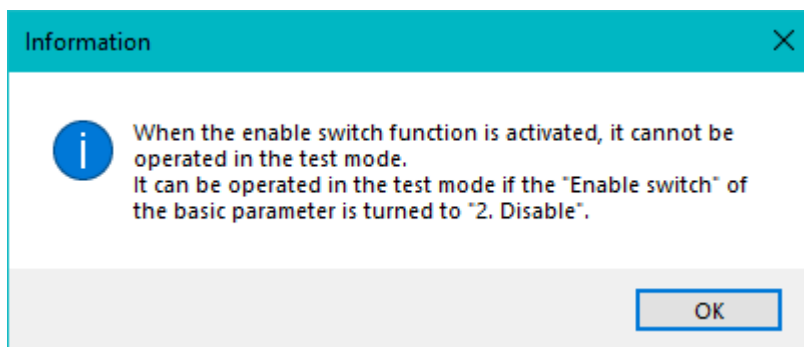 Information
When the enable switch function is activated, it cannot be
operated in the test mode.
It can be operated in the test mode if the "Enable switch" of
the basic parameter is turned to "2. Disable".
OK